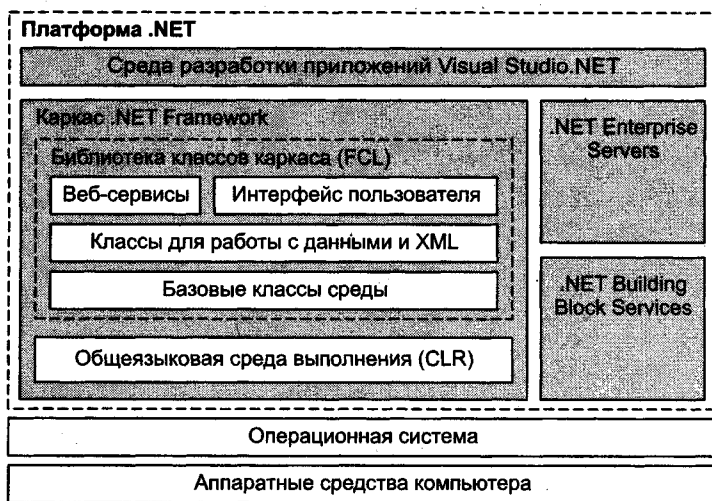 Платформа .NET
Среда разработки приложений Visual Studio.NET
Каркас .NET Framework
Библиотека классов каркаса (FCL)
Веб-сервисы
Интерфейс пользователя
Классы для работы с данными и XML
Базовые классы среды
Общеязыковая среда выполнения (CLR)
.NET Enterprise
Servers
.NET Building
Block Services
Операционная система
Аппаратные средства компьютера